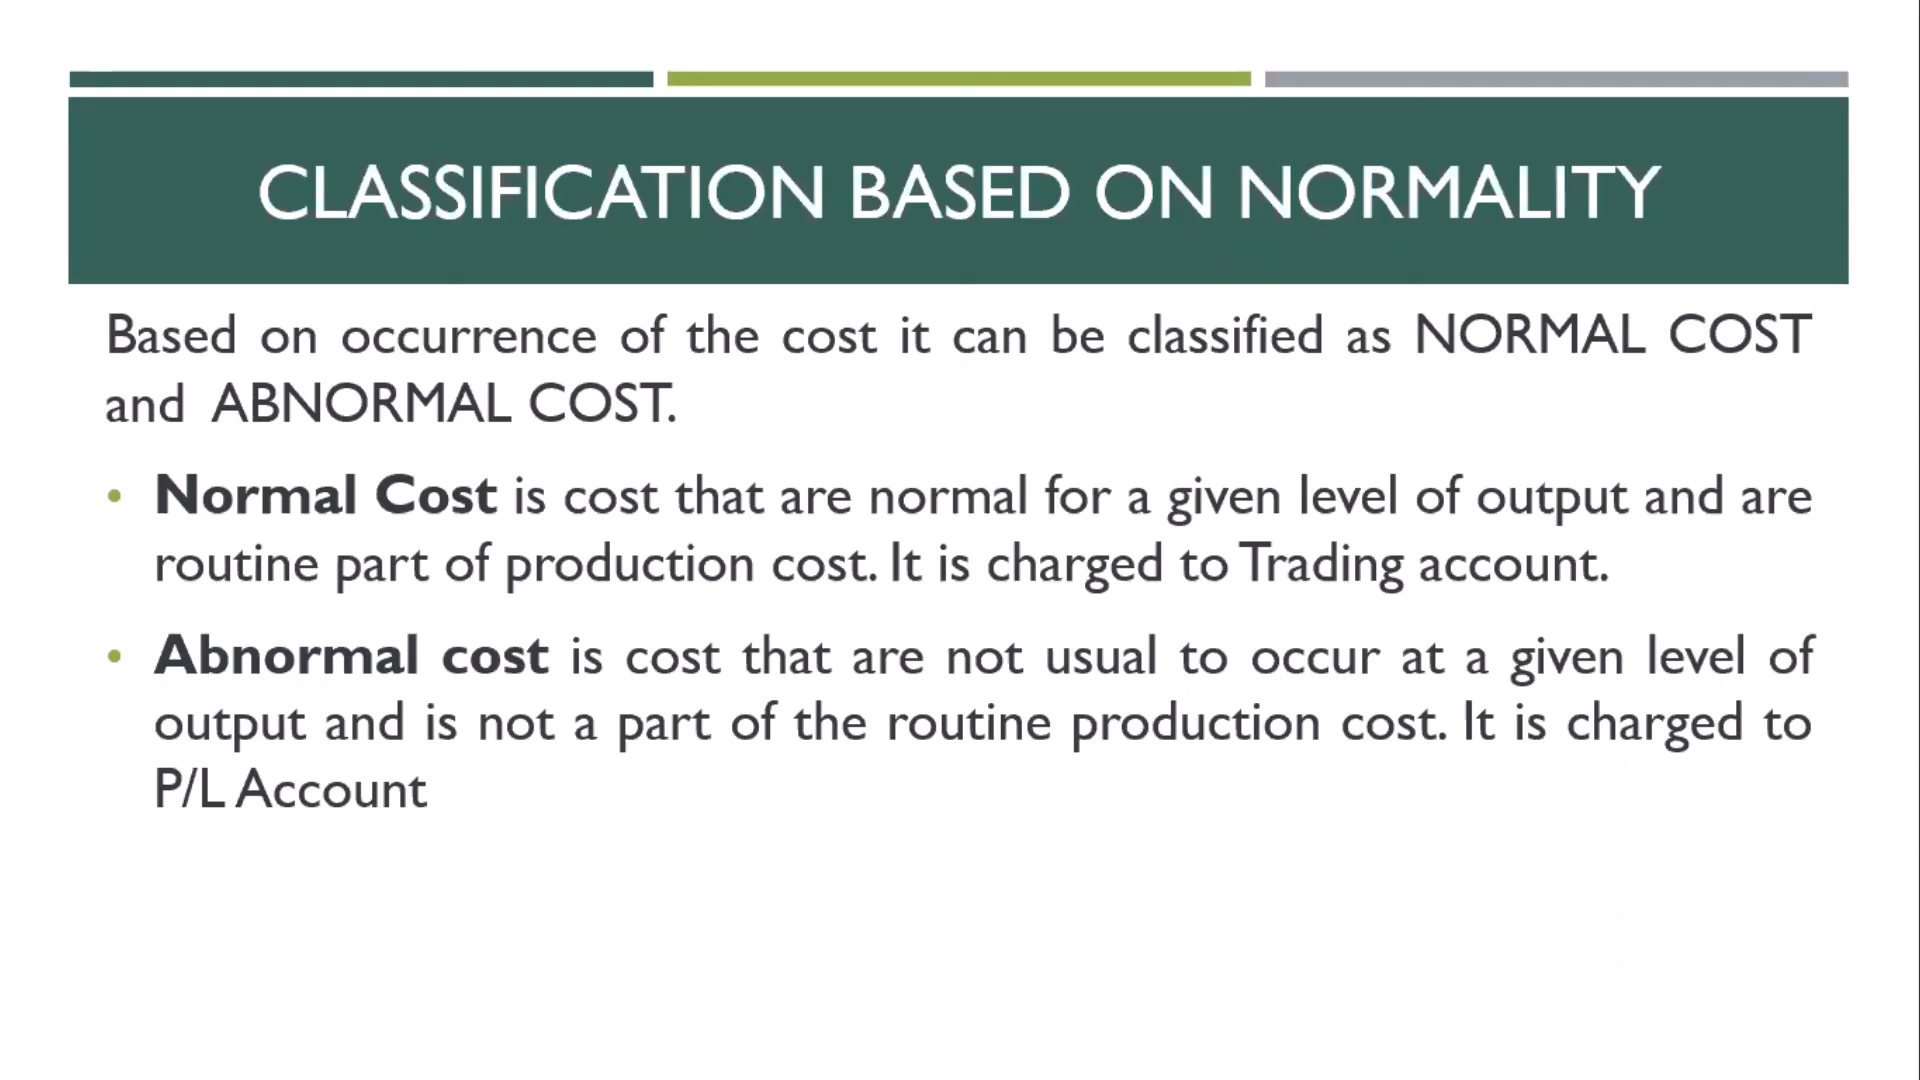 CLASSIFICATION BASED ON NORMALITY
Based on occurrence of the cost it can be classified as NORMAL COST
and ABNORMAL COST.
• Normal Cost is cost that are normal for a given level of output and are
routine part of production cost. It is charged to Trading account.
• Abnormal cost is cost that are not usual to occur at a given level of
output and is not a part of the routine production cost. It is charged to
P/L Account